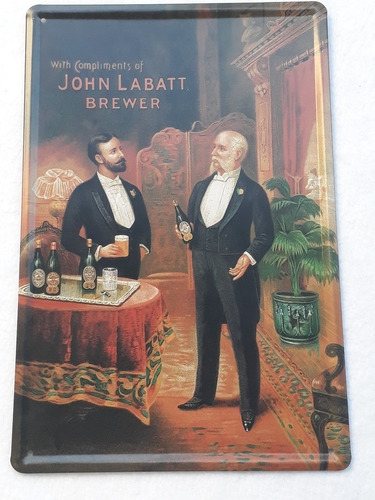 With Compliments of
JOHN LABATT
BREWER